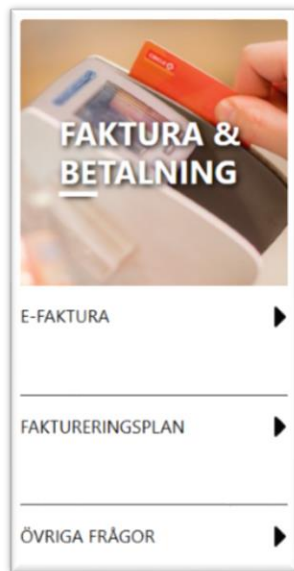 FAKTURA &
BETALNING
E-FAKTURA
FAKTURERINGSPLAN
ÖVRIGA FRÅGOR